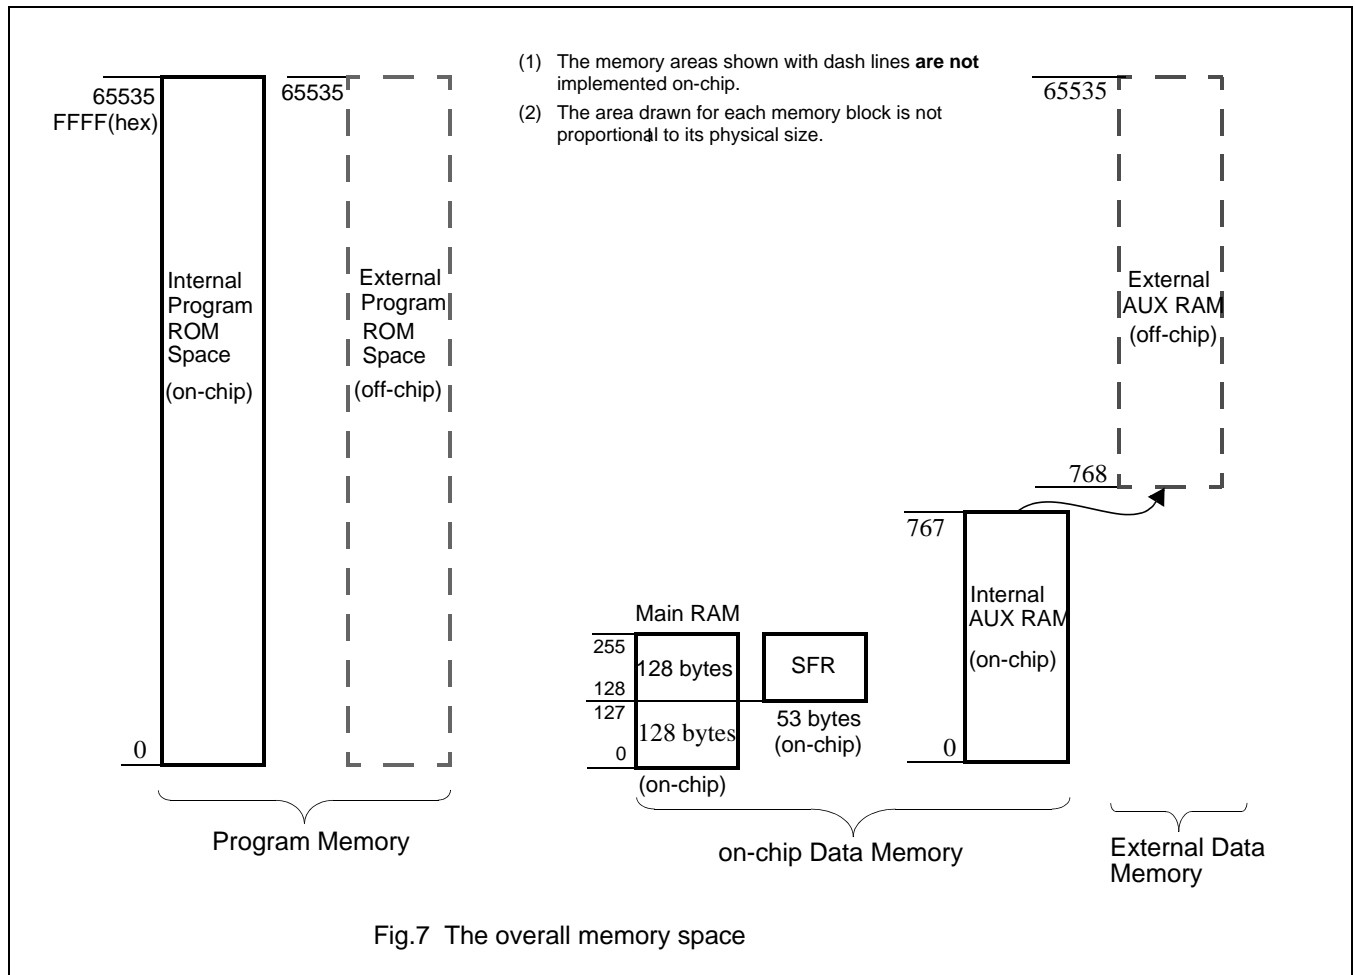 (1) The memory areas shown with dash lines are not
implemented on-chip.
(2) The area drawn for each memory block is not
proportional to its physical size.
65535
FFFF(hex)
65535
65535
Internal
Program
ROM
Space
(on-chip)
External
Program
ROM
Space
(off-chip)
External
AUX RAM
(off-chip)
768
767
Internal
AUX RAM
(on-chip)
Main RAM
255
128 bytes
128
127
128 bytes
0
(on-chip)
SFR
53 bytes
(on-chip)
0
0
Program Memory
on-chip Data Memory
External Data
Memory
Fig.7 The overall memory space